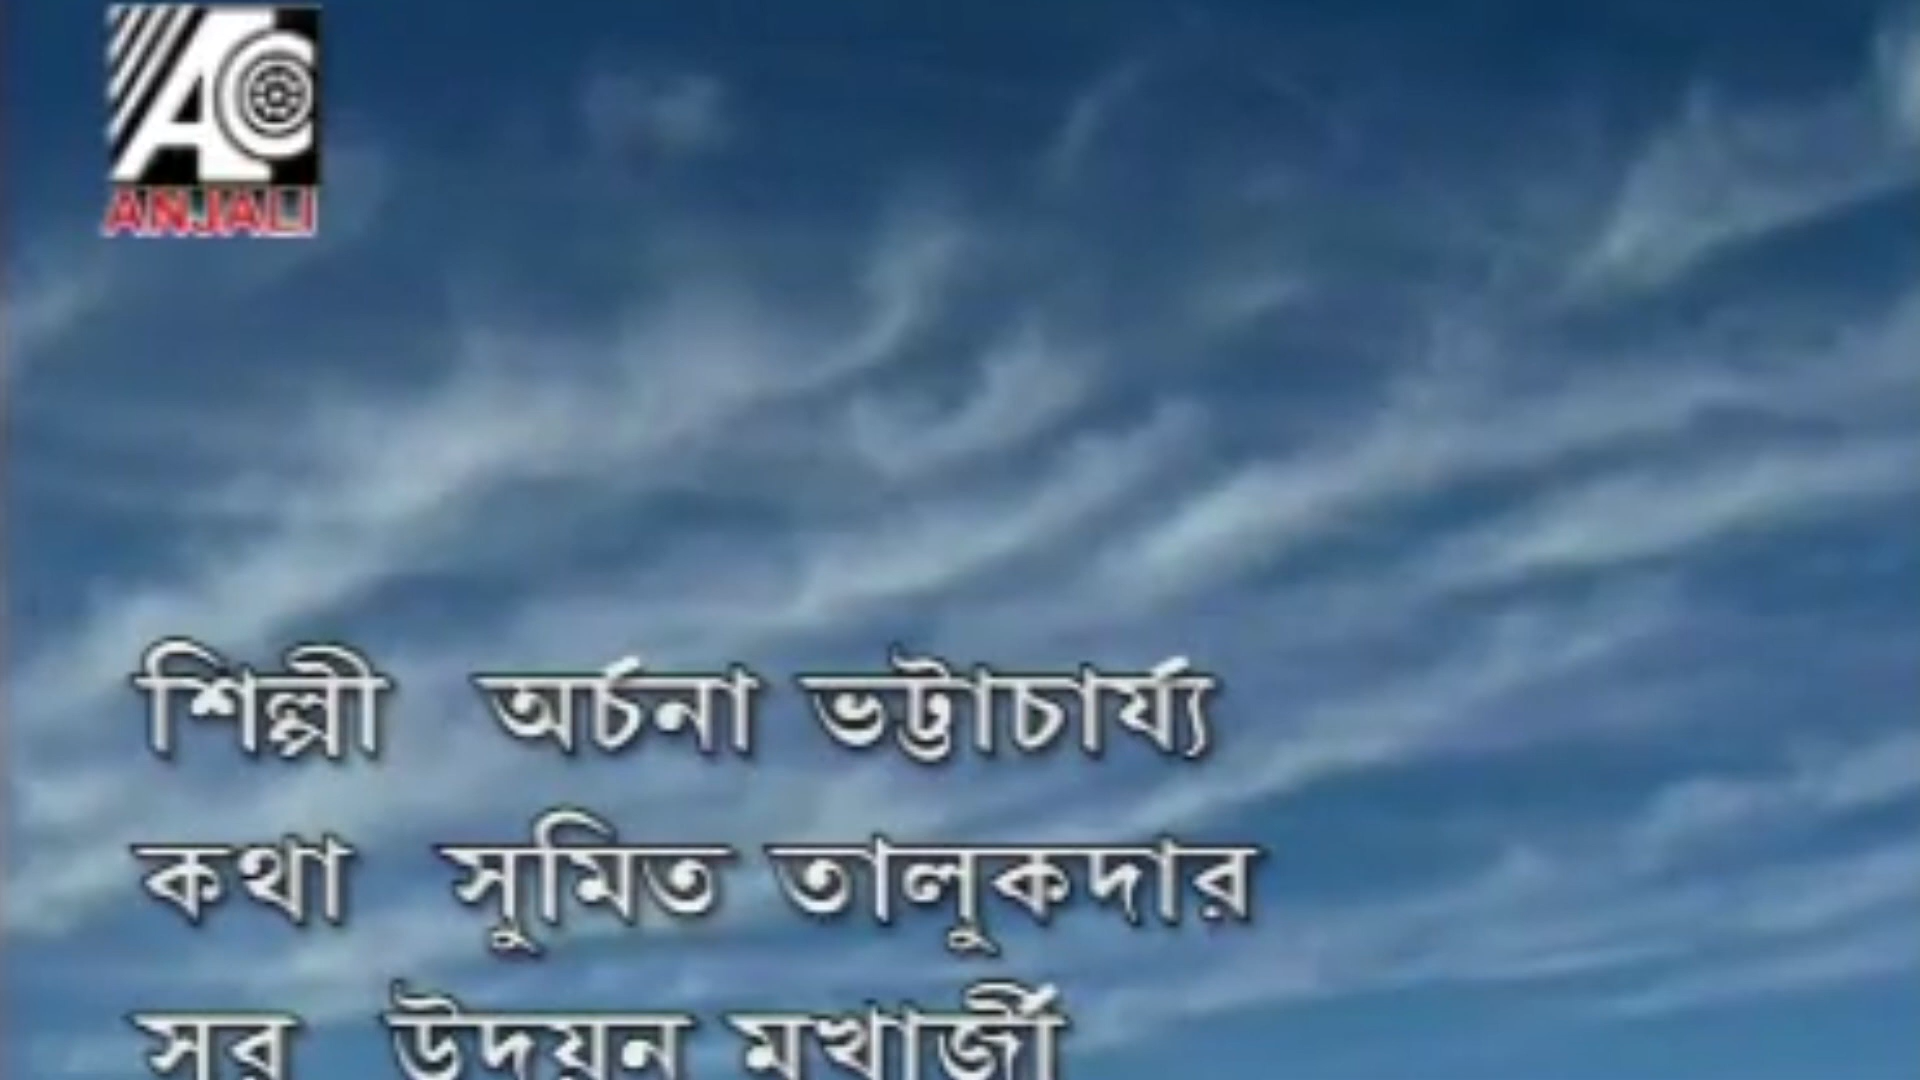 ANJALI
শিল্পী অর্চনা ভট্টাচার্য্য
কথা সুমিত তালুকদার
সুর উদয়ন মুখার্জী